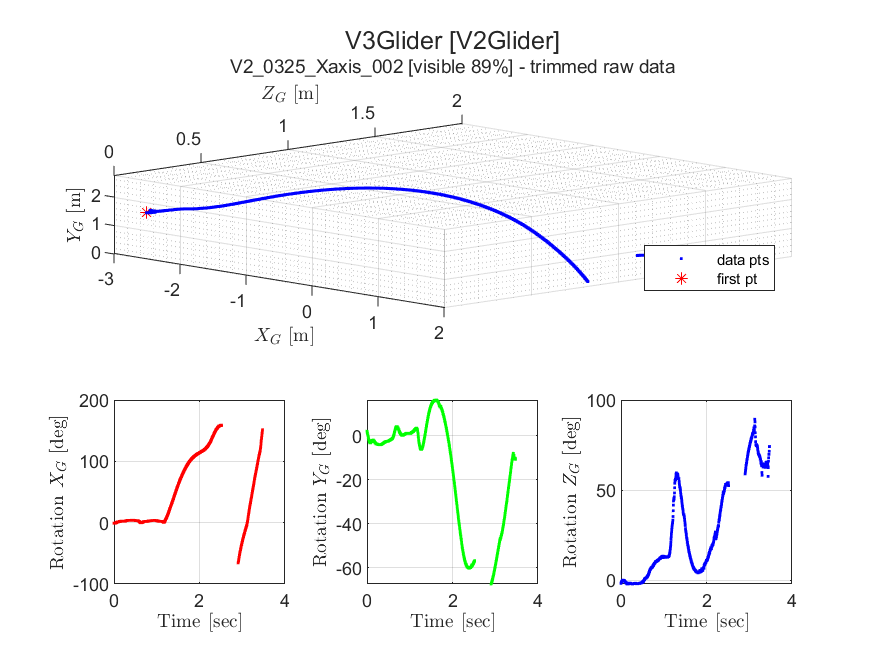 V3Glider [V2Glider]
V2_0325_Xaxis_002 [visible 89%] - trimmed raw data
Z_G [m]
0 0.5 1 1.5 2
Y_G [m]
2
1
0
-3 -2 -1 0 1 2
X_G [m]
data pts
first pt
Rotation X_G [deg]
200
100
0
-100
0 2 4
Time [sec]
Rotation Y_G [deg]
0
-20
-40
-60
0 2 4
Time [sec]
Rotation Z_G [deg]
100
50
0
0 2 4
Time [sec]